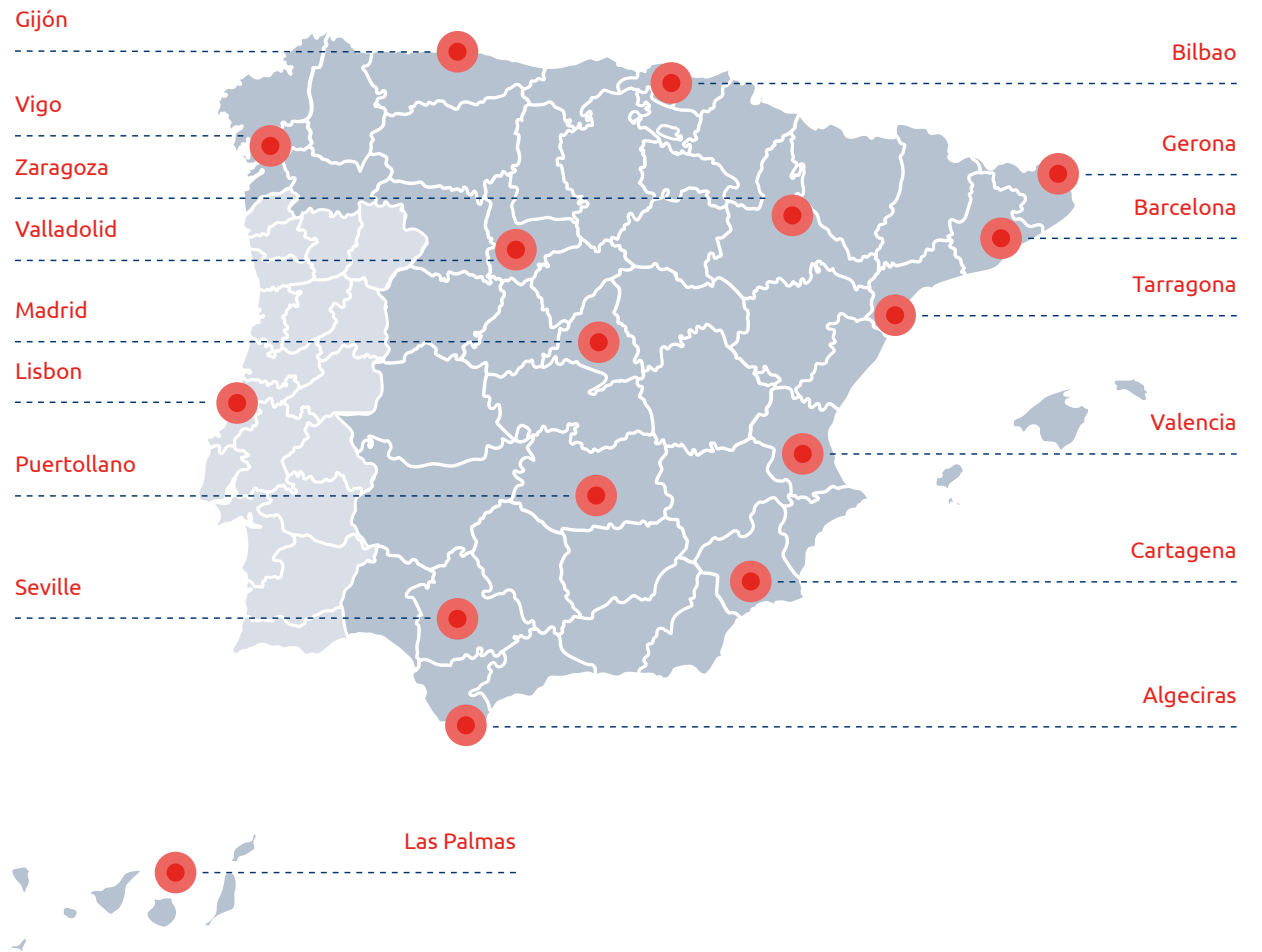 Gijón
Vigo
Zaragoza
Valladolid
Madrid
Lisbon
Puertollano
Seville
Bilbao
Gerona
Barcelona
Tarragona
Valencia
Cartagena
Algeciras
Las Palmas